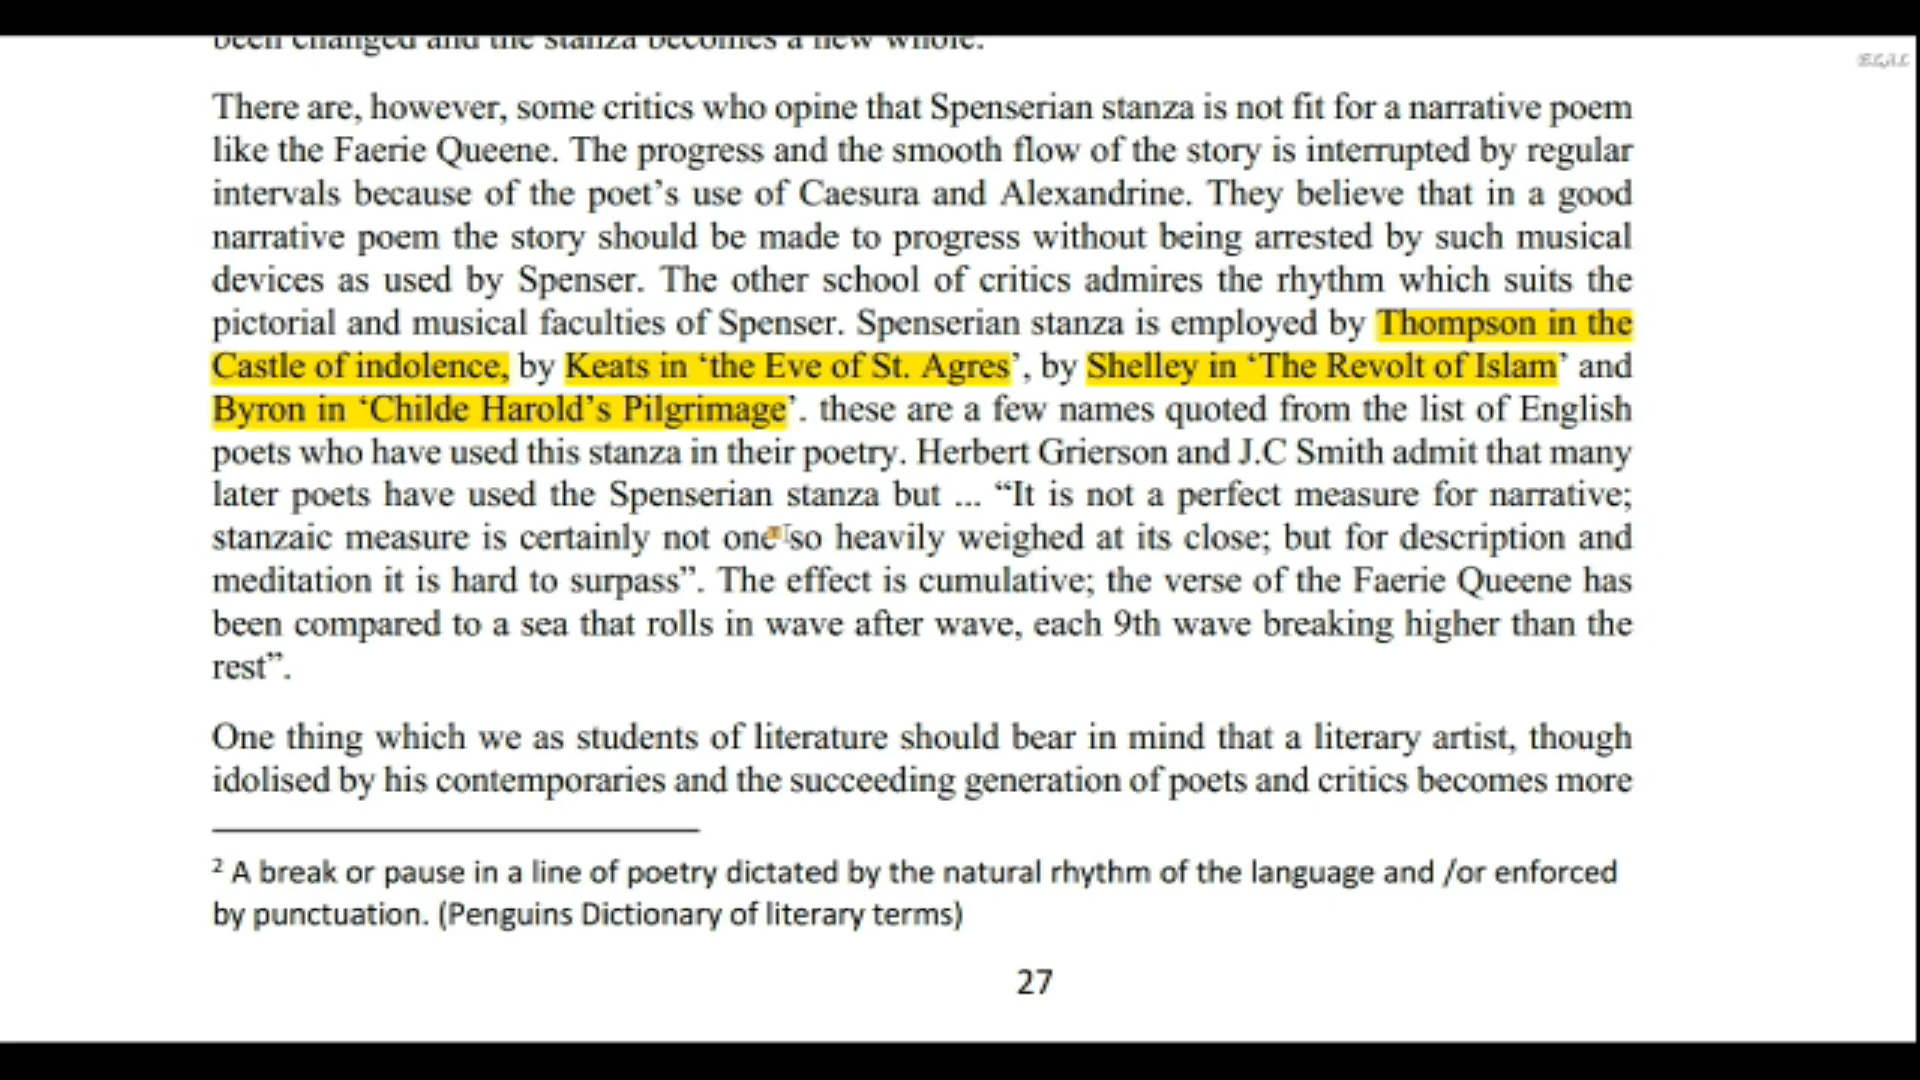 been changed and the stanza becomes a new whole.
EGAL
There are, however, some critics who opine that Spenserian stanza is not fit for a narrative poem
like the Faerie Queene. The progress and the smooth flow of the story is interrupted by regular
intervals because of the poet’s use of Caesura and Alexandrine. They believe that in a good
narrative poem the story should be made to progress without being arrested by such musical
devices as used by Spenser. The other school of critics admires the rhythm which suits the
pictorial and musical faculties of Spenser. Spenserian stanza is employed by Thompson in the
Castle of indolence, by Keats in ‘the Eve of St. Agres’, by Shelley in ‘The Revolt of Islam’ and
Byron in ‘Childe Harold’s Pilgrimage’. these are a few names quoted from the list of English
poets who have used this stanza in their poetry. Herbert Grierson and J.C Smith admit that many
later poets have used the Spenserian stanza but ... “It is not a perfect measure for narrative;
stanzaic measure is certainly not one so heavily weighed at its close; but for description and
meditation it is hard to surpass”. The effect is cumulative; the verse of the Faerie Queene has
been compared to a sea that rolls in wave after wave, each 9th wave breaking higher than the
rest”.
One thing which we as students of literature should bear in mind that a literary artist, though
idolised by his contemporaries and the succeeding generation of poets and critics becomes more
² A break or pause in a line of poetry dictated by the natural rhythm of the language and /or enforced
by punctuation. (Penguins Dictionary of literary terms)
27